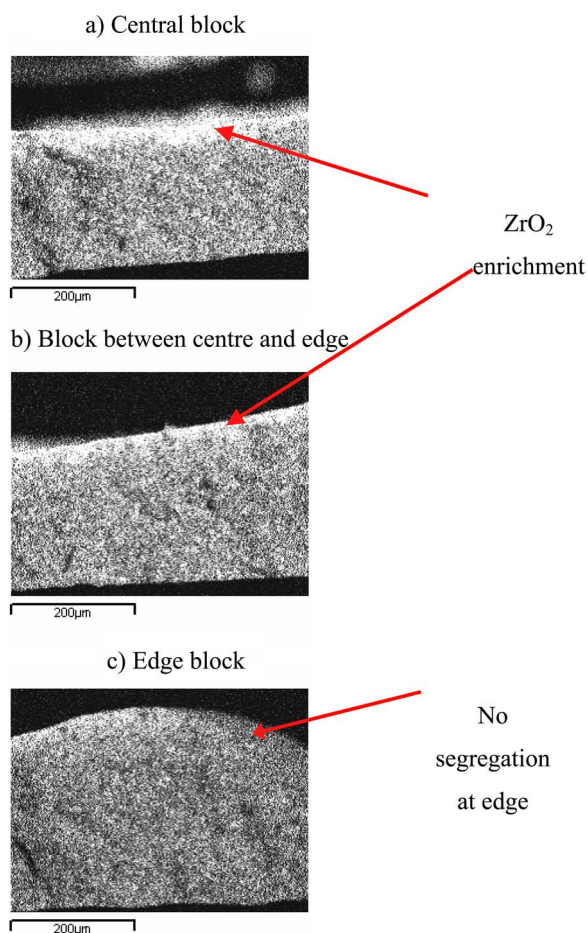 a) Central block
ZrO₂
enrichment
200µm
b) Block between centre and edge
200µm
c) Edge block
No
segregation
at edge
200µm